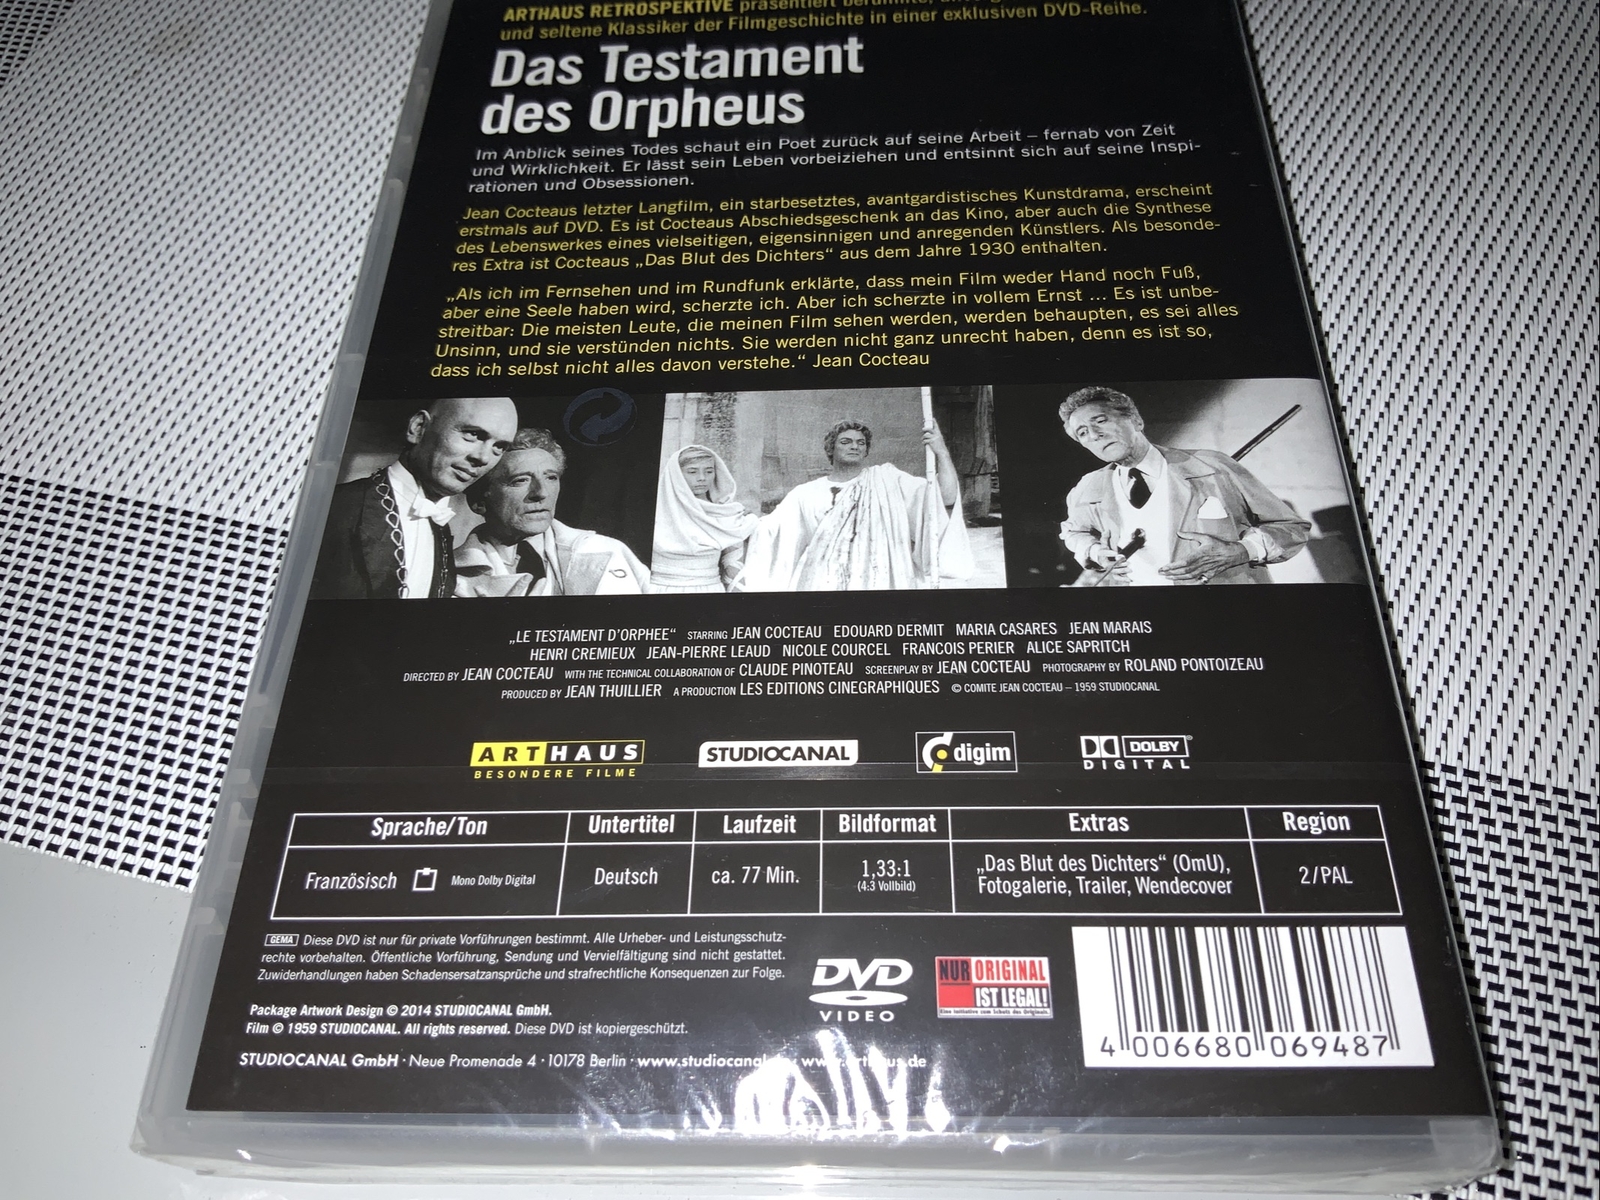 ARTHAUS RETROSPEKTIVE präsentiert berühmte,
und seltene Klassiker der Filmgeschichte in einer exklusiven DVD-Reihe.
Das Testament
des Orpheus
Im Anblick seines Todes schaut ein Poet zurück auf seine Arbeit – fernab von Zeit
und Wirklichkeit. Er lässt sein Leben vorbeiziehen und entsinnt sich auf seine Inspi-
rationen und Obsessionen.
Jean Cocteaus letzter Langfilm, ein starbesetztes, avantgardistisches Kunstdrama, erscheint
erstmals auf DVD. Es ist Cocteaus Abschiedsgeschenk an das Kino, aber auch die Synthese
des Lebenswerkes eines vielseitigen, eigensinnigen und anregenden Künstlers. Als besonde-
res Extra ist Cocteaus „Das Blut des Dichters“ aus dem Jahre 1930 enthalten.
„Als ich im Fernsehen und im Rundfunk erklärte, dass mein Film weder Hand noch Fuß,
aber eine Seele haben wird, scherzte ich. Aber ich scherzte in vollem Ernst ... Es ist unbe-
streitbar: Die meisten Leute, die meinen Film sehen werden, werden behaupten, es sei alles
Unsinn, und sie verstünden nichts. Sie werden nicht ganz unrecht haben, denn es ist so,
dass ich selbst nicht alles davon verstehe.“ Jean Cocteau
„LE TESTAMENT D'ORPHEE“ STARRING JEAN COCTEAU EDOUARD DERMIT MARIA CASARES JEAN MARAIS
HENRI CREMIEUX JEAN-PIERRE LEAUD NICOLE COURCEL FRANCOIS PERIER ALICE SAPRITCH
DIRECTED BY JEAN COCTEAU WITH THE TECHNICAL COLLABORATION OF CLAUDE PINOTEAU SCREENPLAY BY JEAN COCTEAU PHOTOGRAPHY BY ROLAND PONTOIZEAU
PRODUCED BY JEAN THUILLIER A PRODUCTION LES EDITIONS CINEGRAPHIQUES © COMITE JEAN COCTEAU – 1959 STUDIOCANAL
ARTHAUS STUDIOCANAL digim DOLBY
BESONDERE FILME DIGITAL
Sprache/Ton Untertitel Laufzeit Bildformat Extras Region
Französisch Mono Dolby Digital Deutsch ca. 77 Min. 1,33:1 „Das Blut des Dichters“ (OmU), 2/PAL
(4:3 Vollbild) Fotogalerie, Trailer, Wendecover
GEMA Diese DVD ist nur für private Vorführungen bestimmt. Alle Urheber- und Leistungsschutz-
rechte vorbehalten. Öffentliche Vorführung, Sendung und Vervielfältigung sind nicht gestattet.
Zuwiderhandlungen haben Schadensersatzansprüche und strafrechtliche Konsequenzen zur Folge.
Package Artwork Design © 2014 STUDIOCANAL GmbH.
Film © 1959 STUDIOCANAL. All rights reserved. Diese DVD ist kopiergeschützt.
STUDIOCANAL GmbH · Neue Promenade 4 · 10178 Berlin
DVD
VIDEO
NUR ORIGINAL
IST LEGAL!
Eine Initiative zum Schutz des Originals.
4 006680 069487